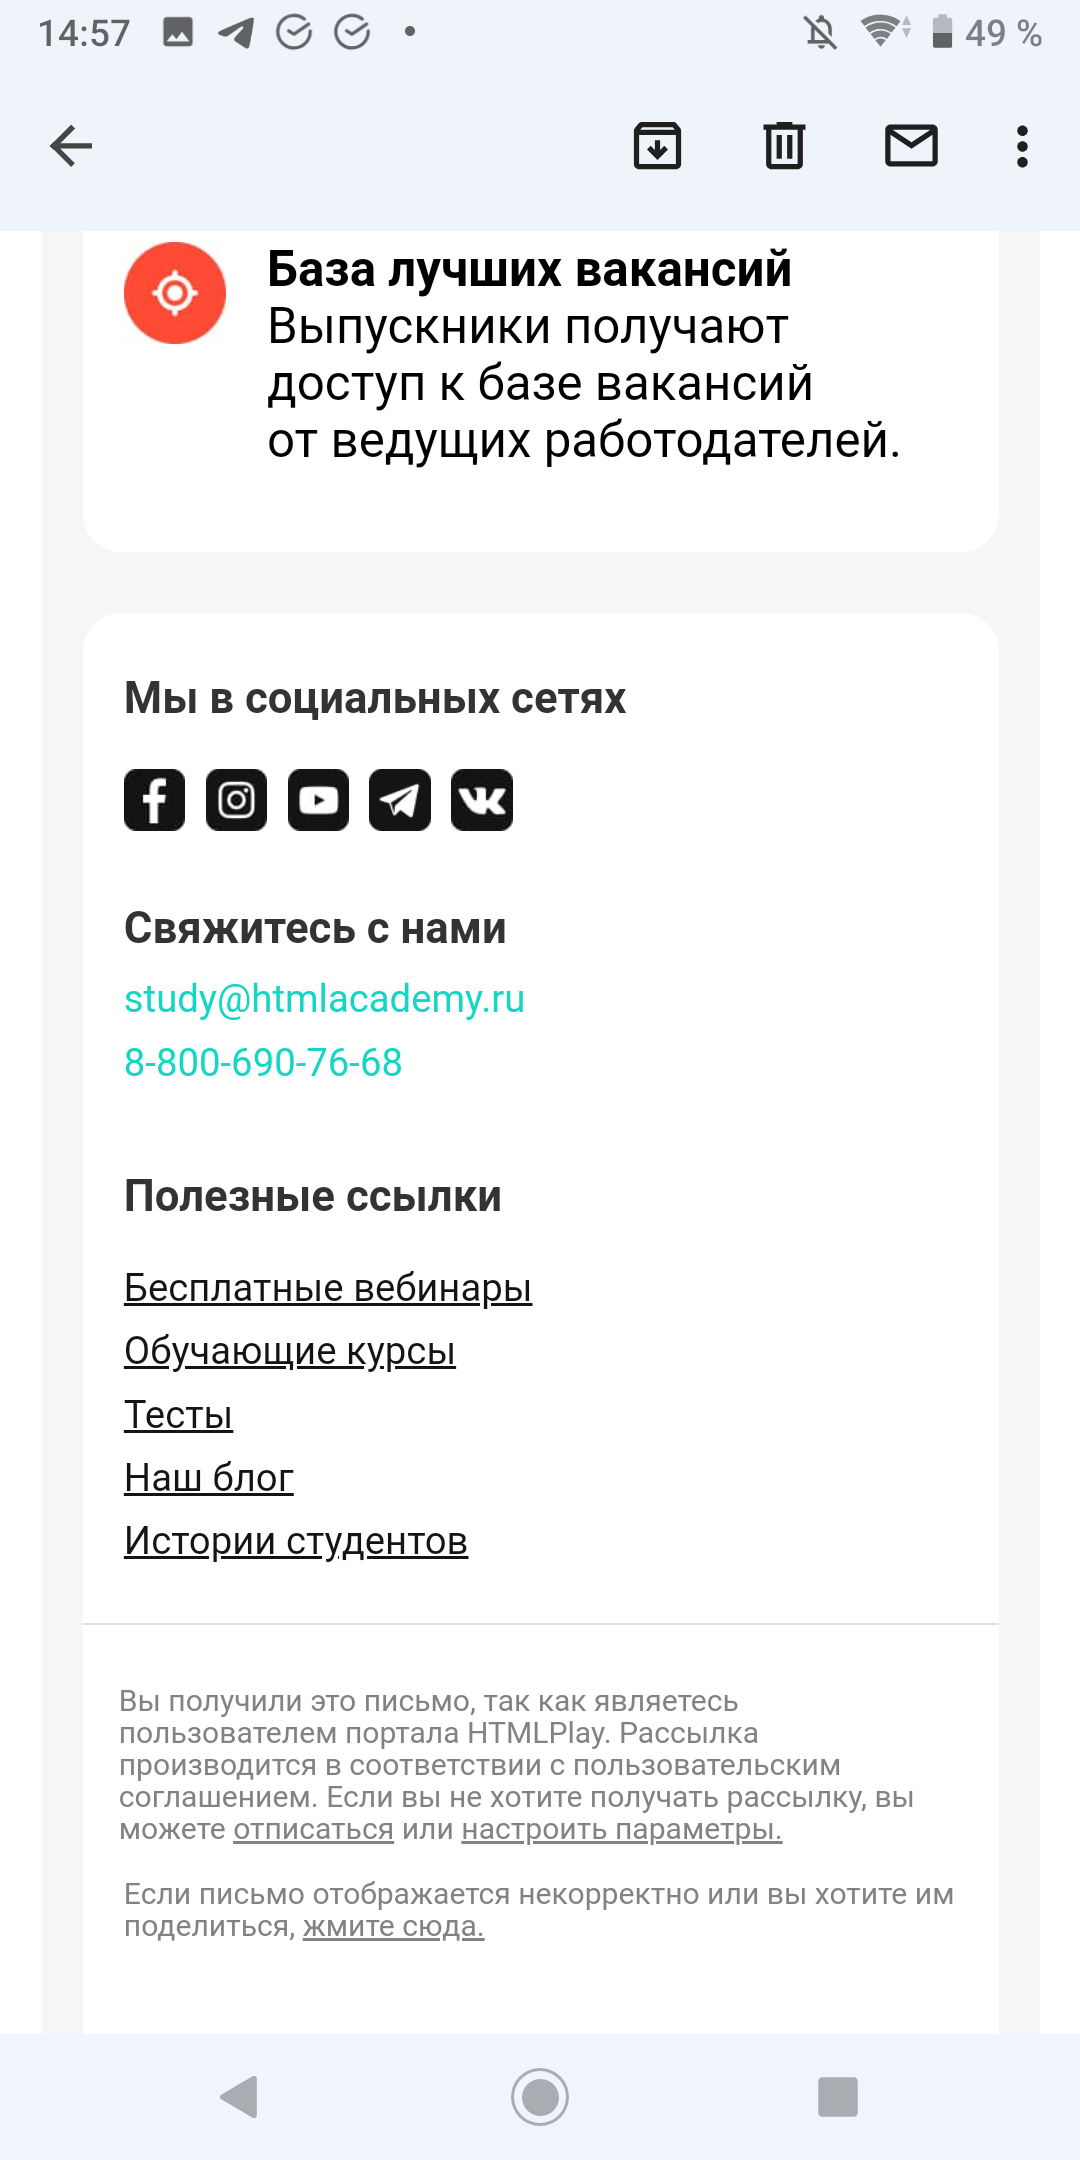 14:57
49 %
База лучших вакансий
Выпускники получают
доступ к базе вакансий
от ведущих работодателей.
Мы в социальных сетях
Свяжитесь с нами
study@htmlacademy.ru
8-800-690-76-68
Полезные ссылки
Бесплатные вебинары
Обучающие курсы
Тесты
Наш блог
Истории студентов
Вы получили это письмо, так как являетесь
пользователем портала HTMLPlay. Рассылка
производится в соответствии с пользовательским
соглашением. Если вы не хотите получать рассылку, вы
можете отписаться или настроить параметры.
Если письмо отображается некорректно или вы хотите им
поделиться, жмите сюда.